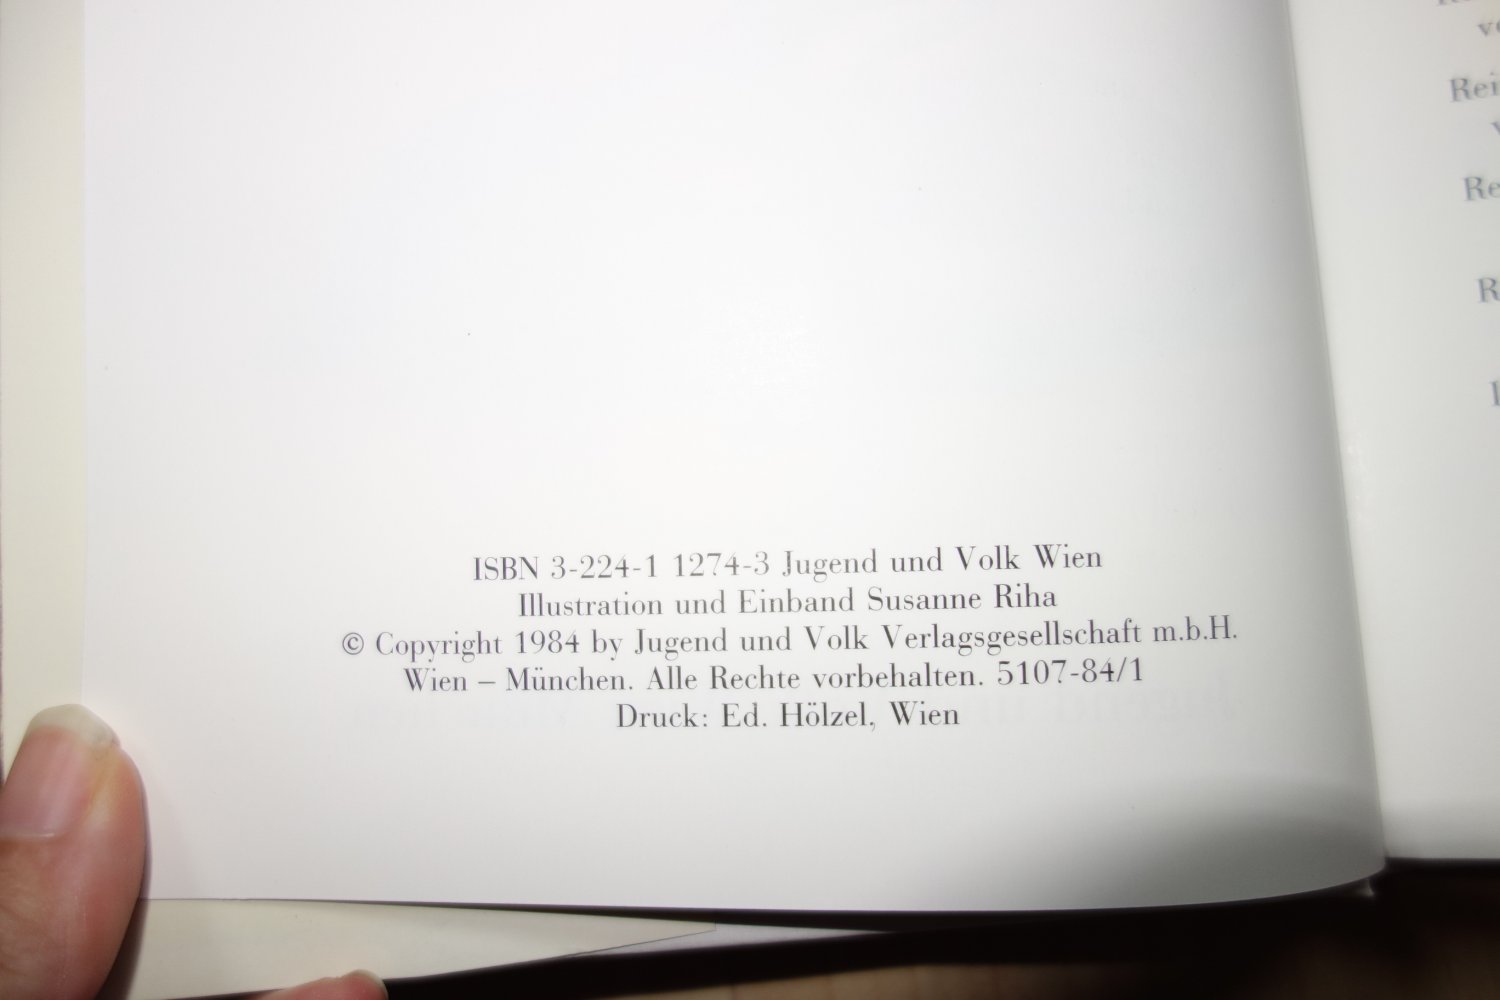 ISBN 3-224-1 1274-3 Jugend und Volk Wien
Illustration und Einband Susanne Riha
© Copyright 1984 by Jugend und Volk Verlagsgesellschaft m.b.H.
Wien – München. Alle Rechte vorbehalten. 5107-84/1
Druck: Ed. Hölzel, Wien